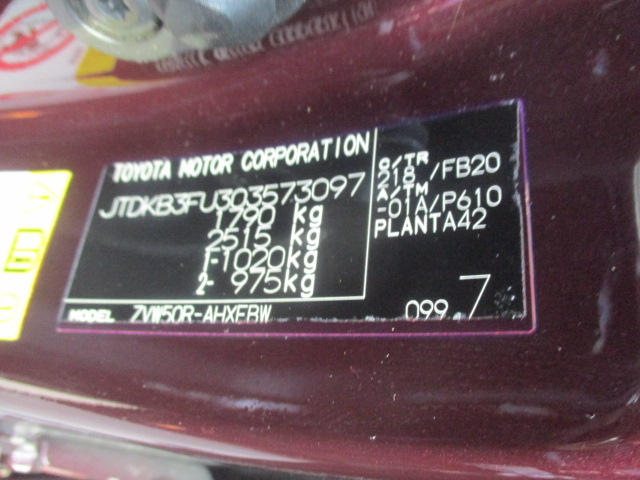 TOYOTA MOTOR CORPORATION
JTDKB3FU303573097
1790 kg
2515 kg
1-1020kg
2- 975kg
C/TR
218 /FB20
A/TM
-01A/P610
PLANTA42
MODEL ZVW50R-AHXEBW 099 7